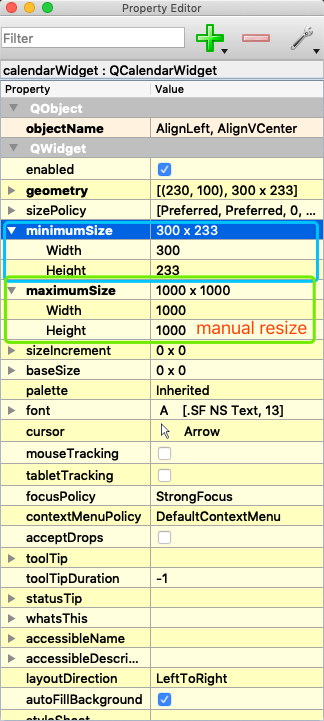 Property Editor
Filter
calendarWidget : QCalendarWidget
Property Value
QObject
objectName AlignLeft, AlignVCenter
QWidget
enabled
geometry [(230, 100), 300 x 233]
sizePolicy [Preferred, Preferred, 0, ...
minimumSize 300 x 233
Width 300
Height 233
maximumSize 1000 x 1000
Width 1000
Height 1000 manual resize
sizeIncrement 0 x 0
baseSize 0 x 0
palette Inherited
font A [.SF NS Text, 13]
cursor Arrow
mouseTracking
tabletTracking
focusPolicy StrongFocus
contextMenuPolicy DefaultContextMenu
acceptDrops
toolTip
toolTipDuration -1
statusTip
whatsThis
accessibleName
accessibleDescri...
layoutDirection LeftToRight
autoFillBackground
styleSheet